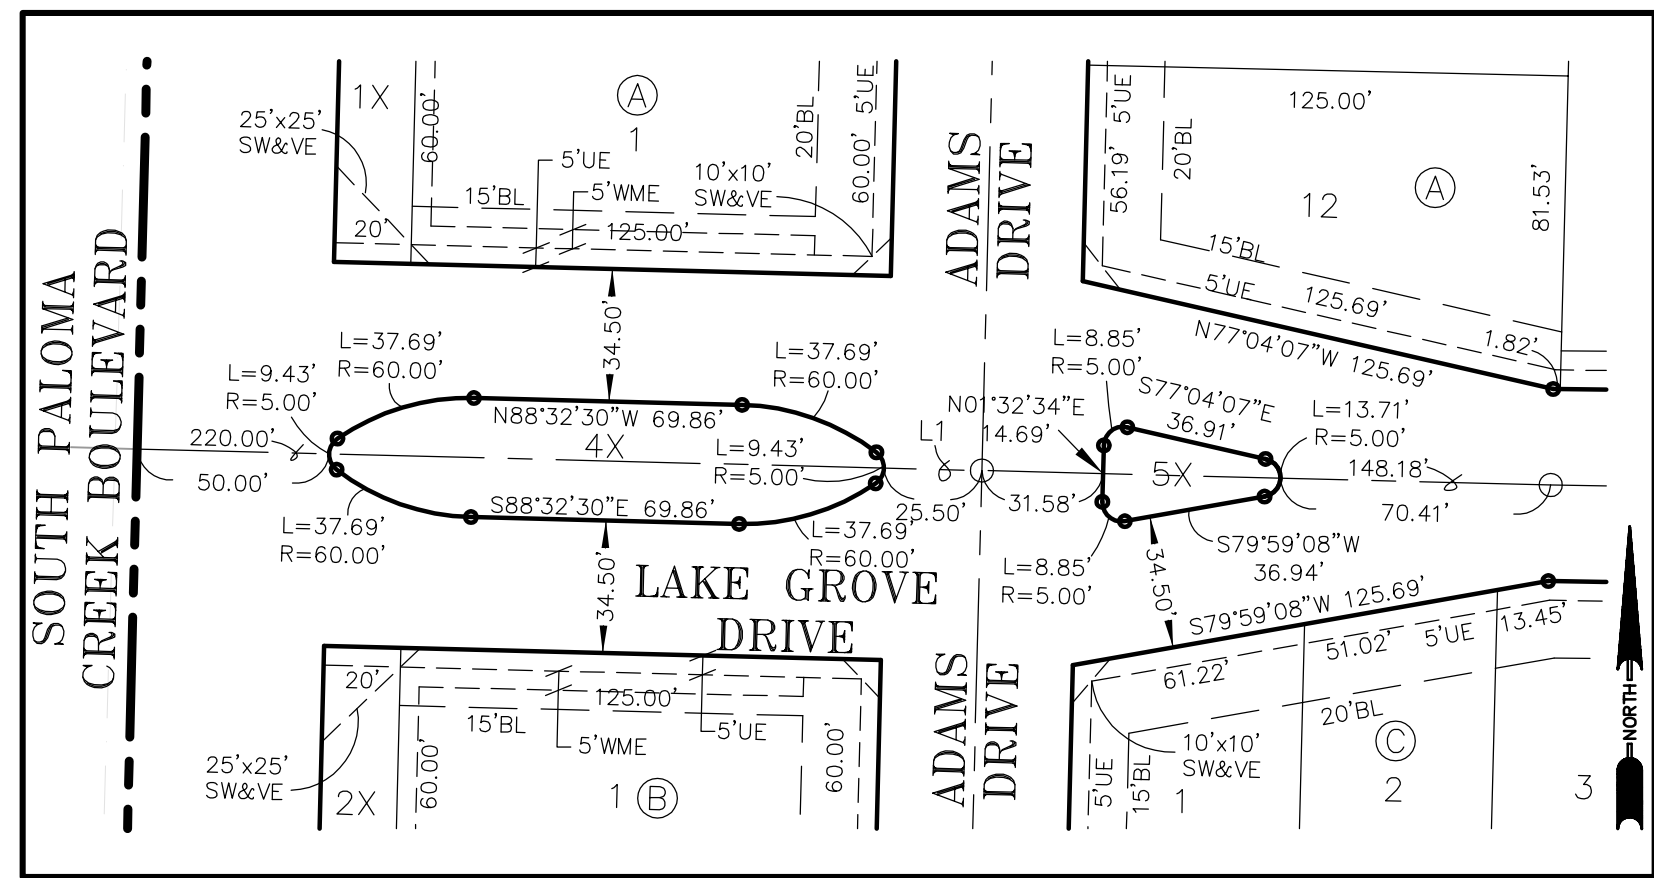 1X
A
1
25'x25'
SW&VE
60.00'
20'BL
60.00'
5'UE
5'UE
5'WME
10'x10'
SW&VE
15'BL
20'
125.00'
ADAMS
DRIVE
56.19'
5'UE
20'BL
125.00'
A
12
81.53'
15'BL
5'UE
125.69'
N77°04'07"W 125.69'
1.82'
SOUTH PALOMA
CREEK BOULEVARD
34.50'
L=37.69'
R=60.00'
L=37.69'
R=60.00'
L=9.43'
R=5.00'
N88°32'30"W 69.86'
4X
L=9.43'
R=5.00'
220.00'
50.00'
L=37.69'
R=60.00'
S88°32'30"E 69.86'
L=37.69'
R=60.00'
25.50'
L1
L=8.85'
R=5.00'
N01°32'34"E
14.69'
S77°04'07"E
36.91'
L=13.71'
R=5.00'
5X
31.58'
148.18'
70.41'
S79°59'08"W
36.94'
L=8.85'
R=5.00'
34.50'
34.50'
LAKE GROVE
DRIVE
S79°59'08"W 125.69'
61.22'
51.02'
5'UE
13.45'
20'BL
20'
125.00'
15'BL
5'WME
5'UE
25'x25'
SW&VE
2X
60.00'
1
B
60.00'
ADAMS
DRIVE
5'UE
15'BL
10'x10'
SW&VE
1
C
2
3
NORTH